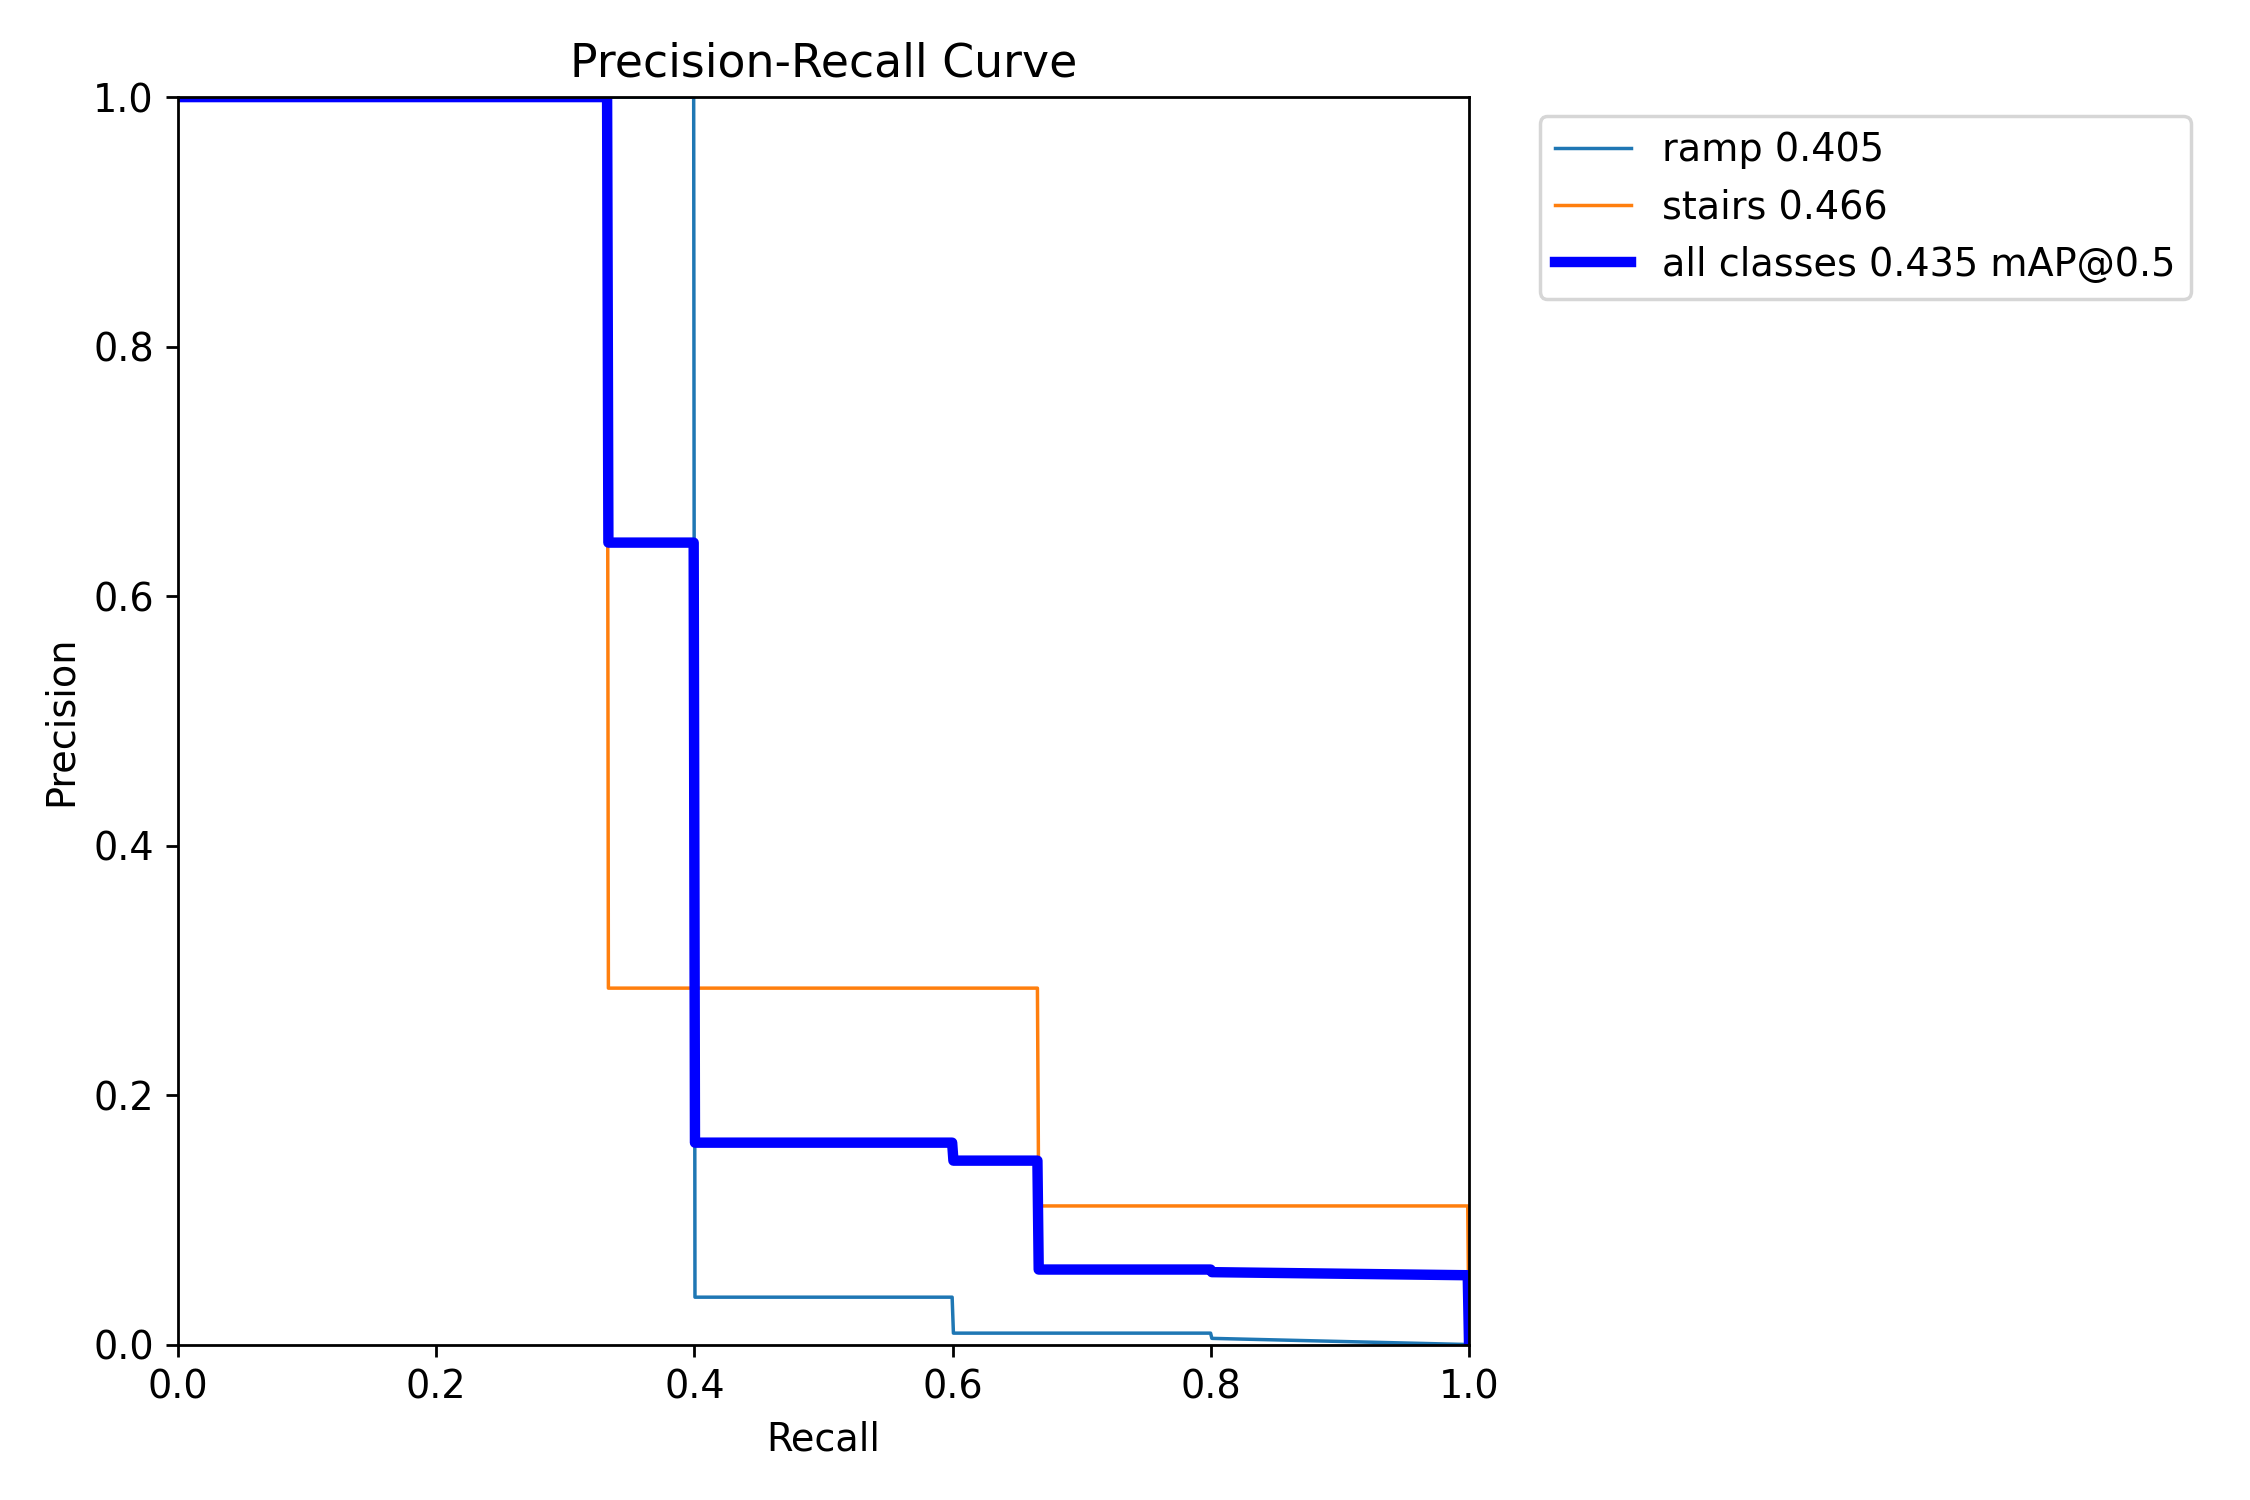 Precision-Recall Curve
1.0
0.8
0.6
0.4
0.2
0.0
Precision
0.0 0.2 0.4 0.6 0.8 1.0
Recall
ramp 0.405
stairs 0.466
all classes 0.435 mAP@0.5